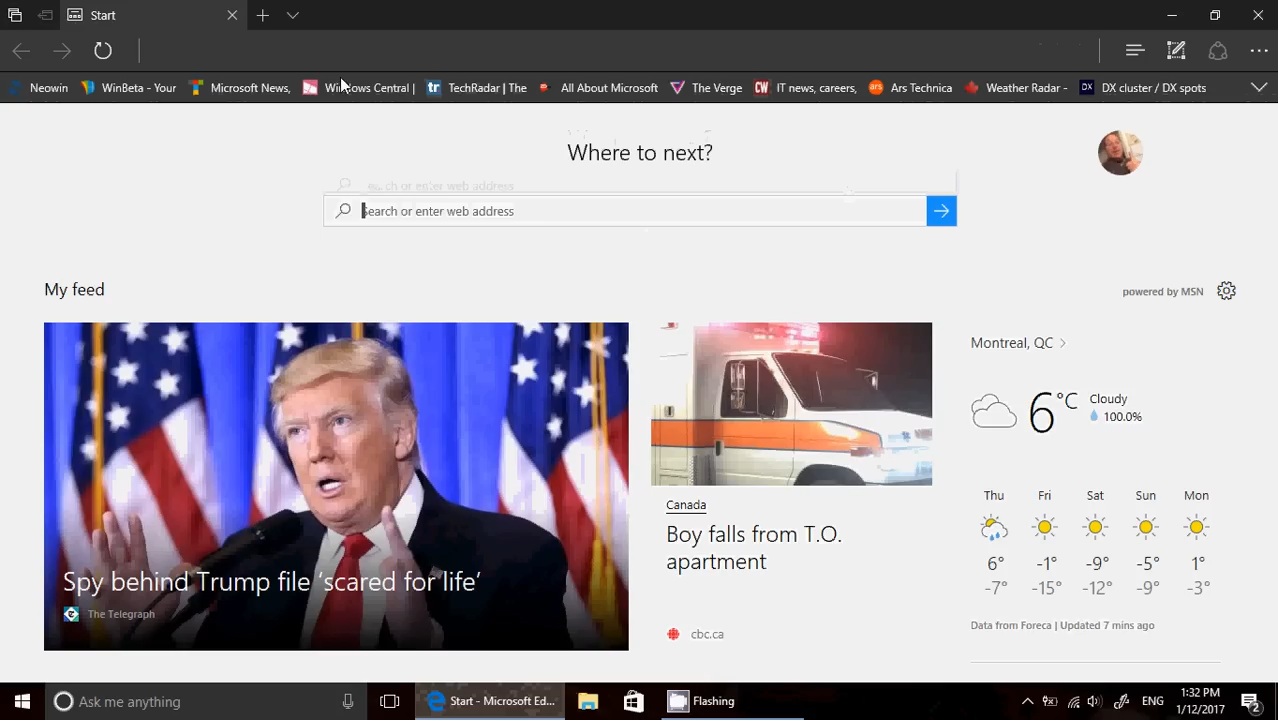 Start
Neowin
WinBeta - Your
Microsoft News,
Windows Central |
tr
TechRadar | The
All About Microsoft
The Verge
CW
IT news, careers,
ars
Ars Technica
Weather Radar -
DX
DX cluster / DX spots
Where to next?
Search or enter web address
My feed
powered by MSN
Montreal, QC
6°C
Cloudy
100.0%
Canada
Boy falls from T.O.
apartment
cbc.ca
Spy behind Trump file ‘scared for life’
The Telegraph
Thu Fri Sat Sun Mon
6° -1° -9° -5° 1°
-7° -15° -12° -9° -3°
Data from Foreca | Updated 7 mins ago
Ask me anything
Start - Microsoft Ed...
Flashing
ENG
1:32 PM
1/12/2017
2